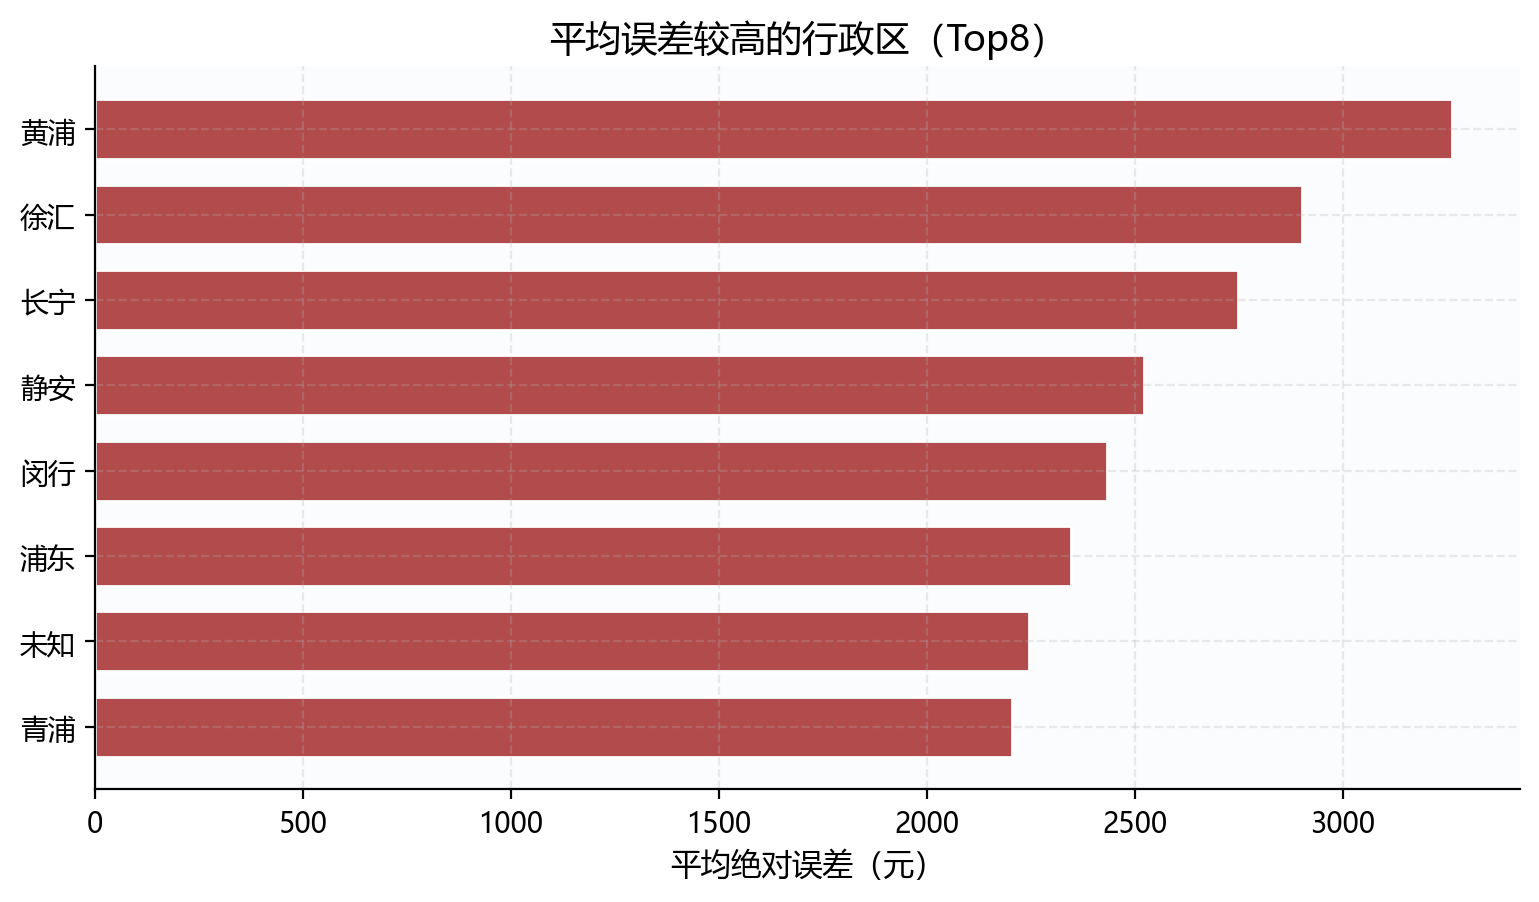 平均误差较高的行政区（Top8）
黄浦
徐汇
长宁
静安
闵行
浦东
未知
青浦
0 500 1000 1500 2000 2500 3000
平均绝对误差（元）